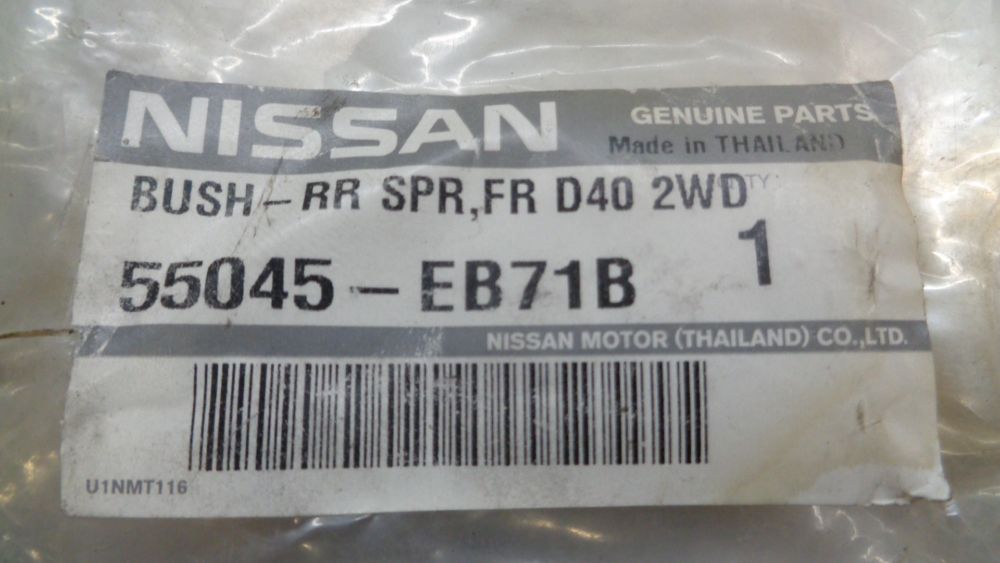 NISSAN
GENUINE PARTS
Made in THAILAND
BUSH-RR SPR,FR D40 2WD
TY
55045-EB71B
1
NISSAN MOTOR (THAILAND) CO.,LTD.
U1NMT116